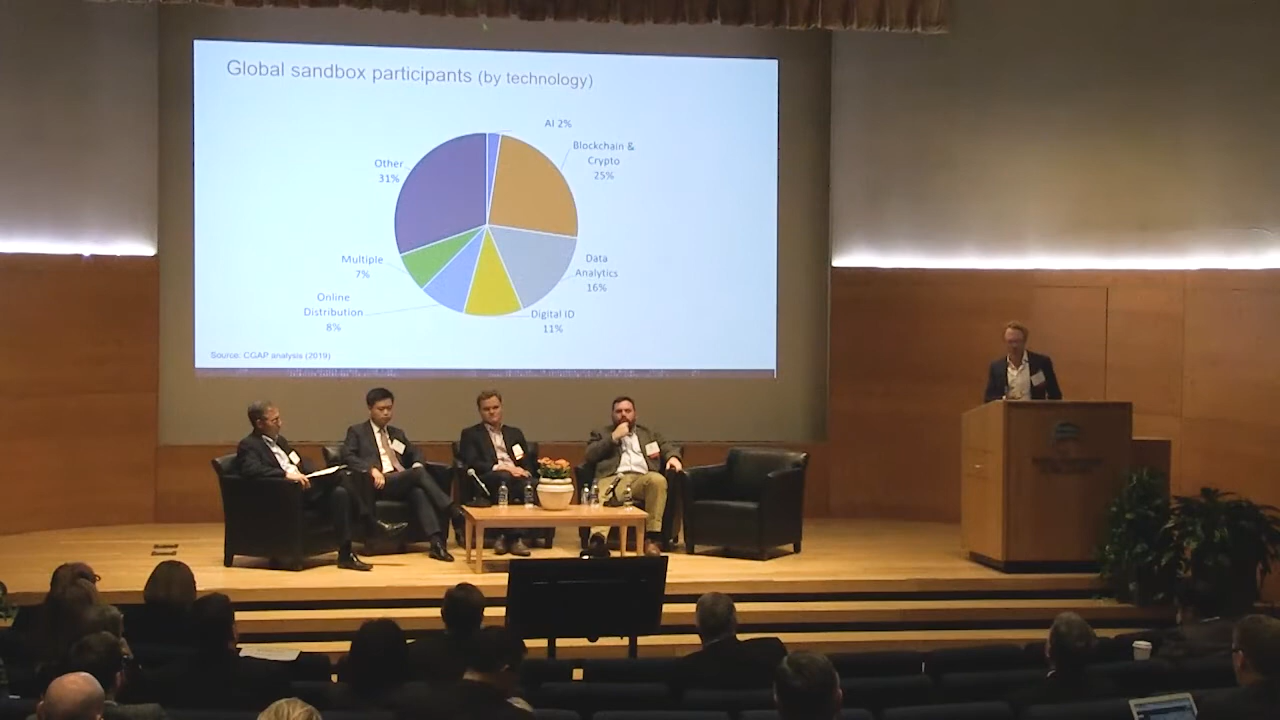 Global sandbox participants (by technology)
AI 2%
Blockchain &
Crypto
25%
Other
31%
Data
Analytics
16%
Multiple
7%
Online
Distribution
8%
Digital ID
11%
Source: CGAP analysis (2019)